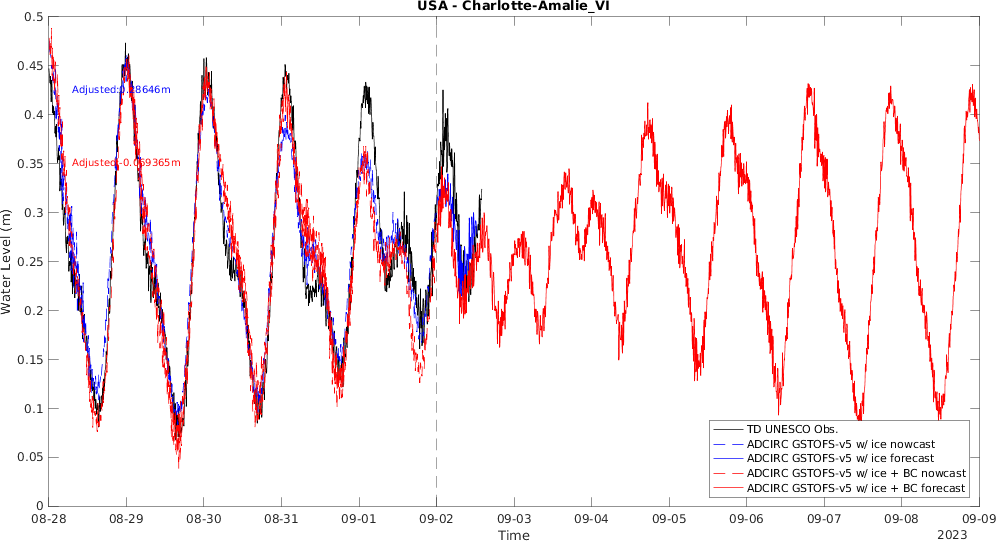 USA - Charlotte-Amalie_VI
0.5
0.45
0.4
0.35
0.3
0.25
0.2
0.15
0.1
0.05
0
Water Level (m)
Adjusted:0.28646m
Adjusted:-0.069365m
TD UNESCO Obs.
ADCIRC GSTOFS-v5 w/ ice nowcast
ADCIRC GSTOFS-v5 w/ ice forecast
ADCIRC GSTOFS-v5 w/ ice + BC nowcast
ADCIRC GSTOFS-v5 w/ ice + BC forecast
08-28 08-29 08-30 08-31 09-01 09-02 09-03 09-04 09-05 09-06 09-07 09-08 09-09
Time
2023